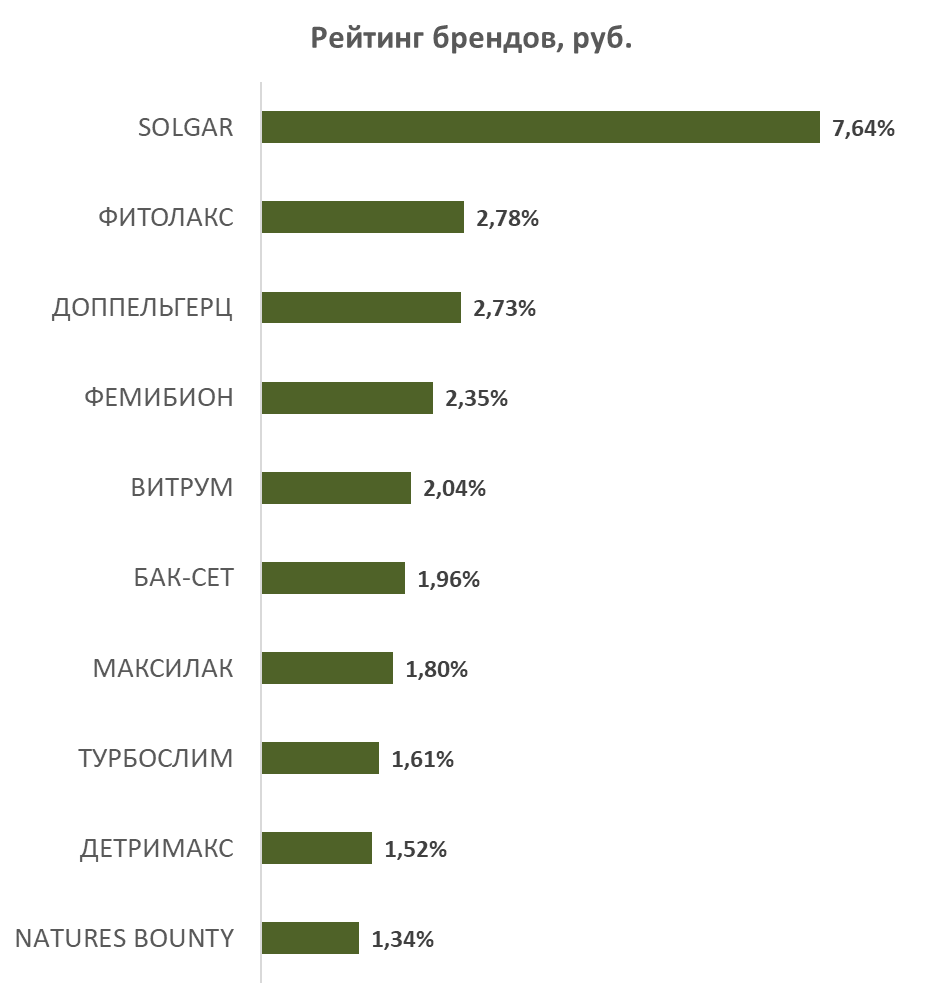 Рейтинг брендов, руб.
SOLGAR 7,64%
ФИТОЛАКС 2,78%
ДОППЕЛЬГЕРЦ 2,73%
ФЕМИБИОН 2,35%
ВИТРУМ 2,04%
БАК-СЕТ 1,96%
МАКСИЛАК 1,80%
ТУРБОСЛИМ 1,61%
ДЕТРИМАКС 1,52%
NATURES BOUNTY 1,34%